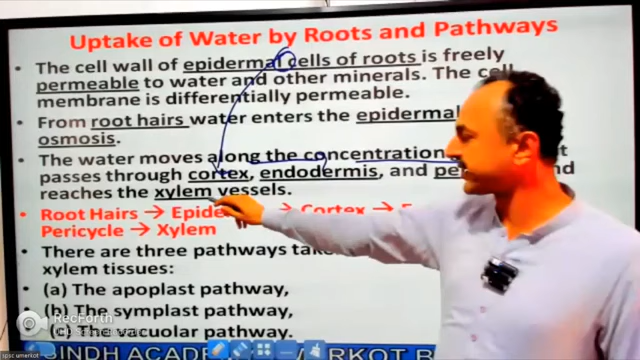 Uptake of Water by Roots and Pathways
• The cell wall of epidermal cells of roots is freely
permeable to water and other minerals. The cell
membrane is differentially permeable.
• From root hairs water enters the epidermal
osmosis.
• The water moves along the concentration
passes through cortex, endodermis, and
reaches the xylem vessels.
• Root Hairs → → Cortex →
Pericycle → Xylem
• There are three pathways
xylem tissues:
• (a) The apoplast pathway,
• (b) The symplast pathway,
• (c) The vacuolar pathway.
RecForth
SINDH
spsc umerkot